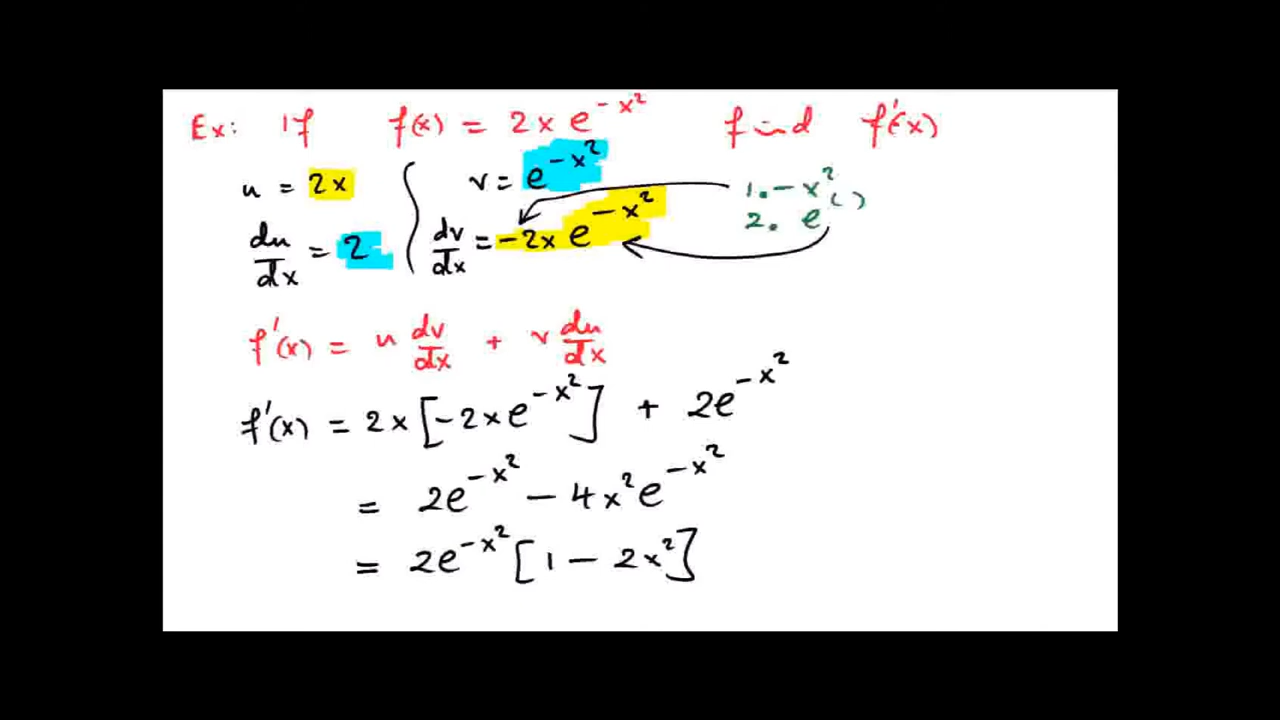 Ex: If f(x) = 2x e^{-x^2} find f'(x)
u = 2x v = e^{-x^2} 1. -x^2
du/dx = 2 dv/dx = -2x e^{-x^2} 2. e^{( )}
f'(x) = u dv/dx + v du/dx
f'(x) = 2x [-2x e^{-x^2}] + 2e^{-x^2}
= 2e^{-x^2} - 4x^2 e^{-x^2}
= 2e^{-x^2} [1 - 2x^2]